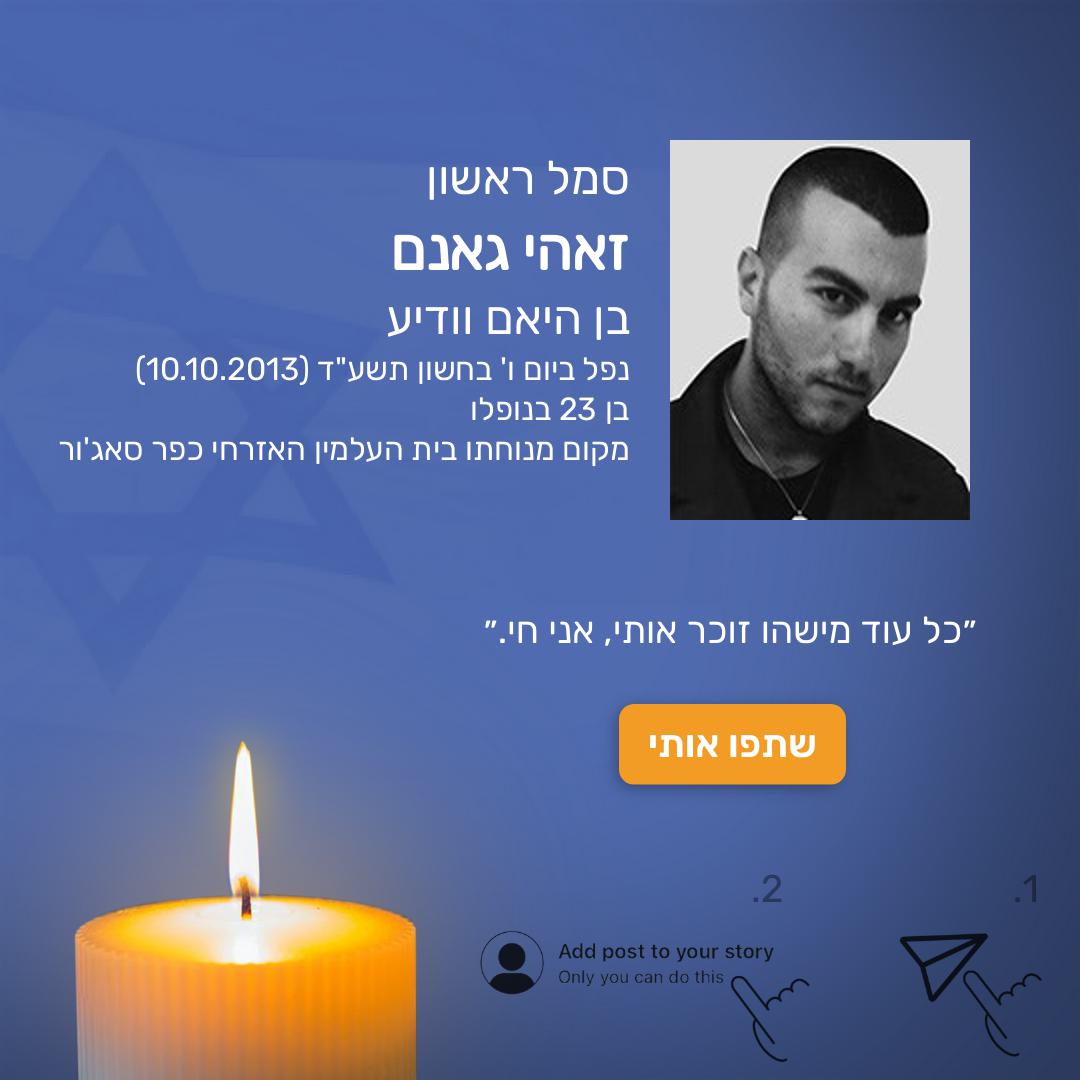 סמל ראשון
זאהי גאנם
בן היאם וודיע
נפל ביום ו' בחשון תשע"ד (10.10.2013)
בן 23 בנופלו
מקום מנוחתו בית העלמין האזרחי כפר סאג'ור
״כל עוד מישהו זוכר אותי, אני חי.״
שתפו אותי
1.
2.
Add post to your story
Only you can do this